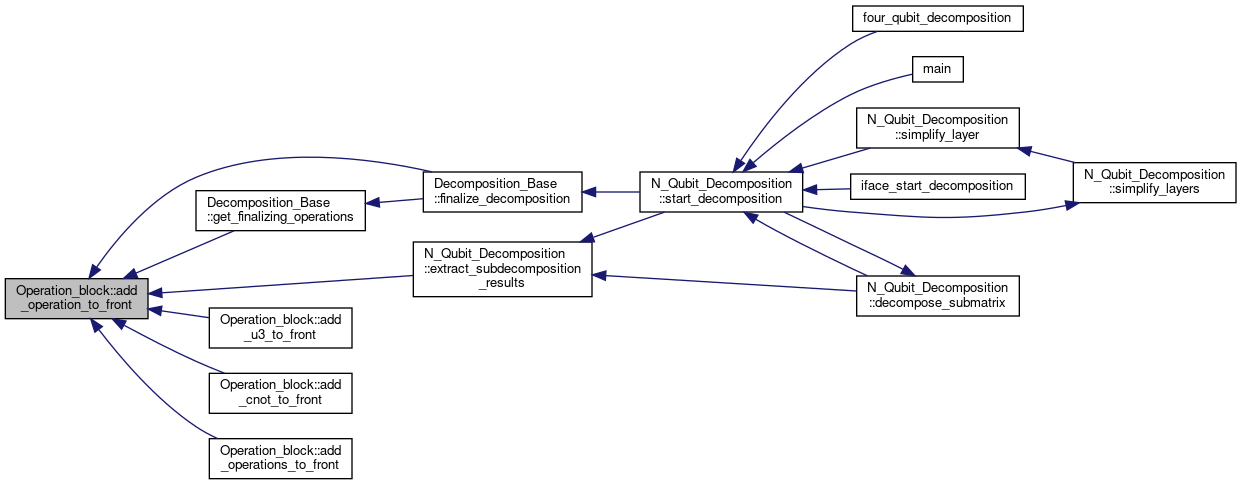 four_qubit_decomposition
main
N_Qubit_Decomposition
::simplify_layer
Decomposition_Base
::finalize_decomposition
N_Qubit_Decomposition
::start_decomposition
iface_start_decomposition
N_Qubit_Decomposition
::simplify_layers
Decomposition_Base
::get_finalizing_operations
N_Qubit_Decomposition
::extract_subdecomposition
_results
Operation_block::add
_operation_to_front
N_Qubit_Decomposition
::decompose_submatrix
Operation_block::add
_u3_to_front
Operation_block::add
_cnot_to_front
Operation_block::add
_operations_to_front